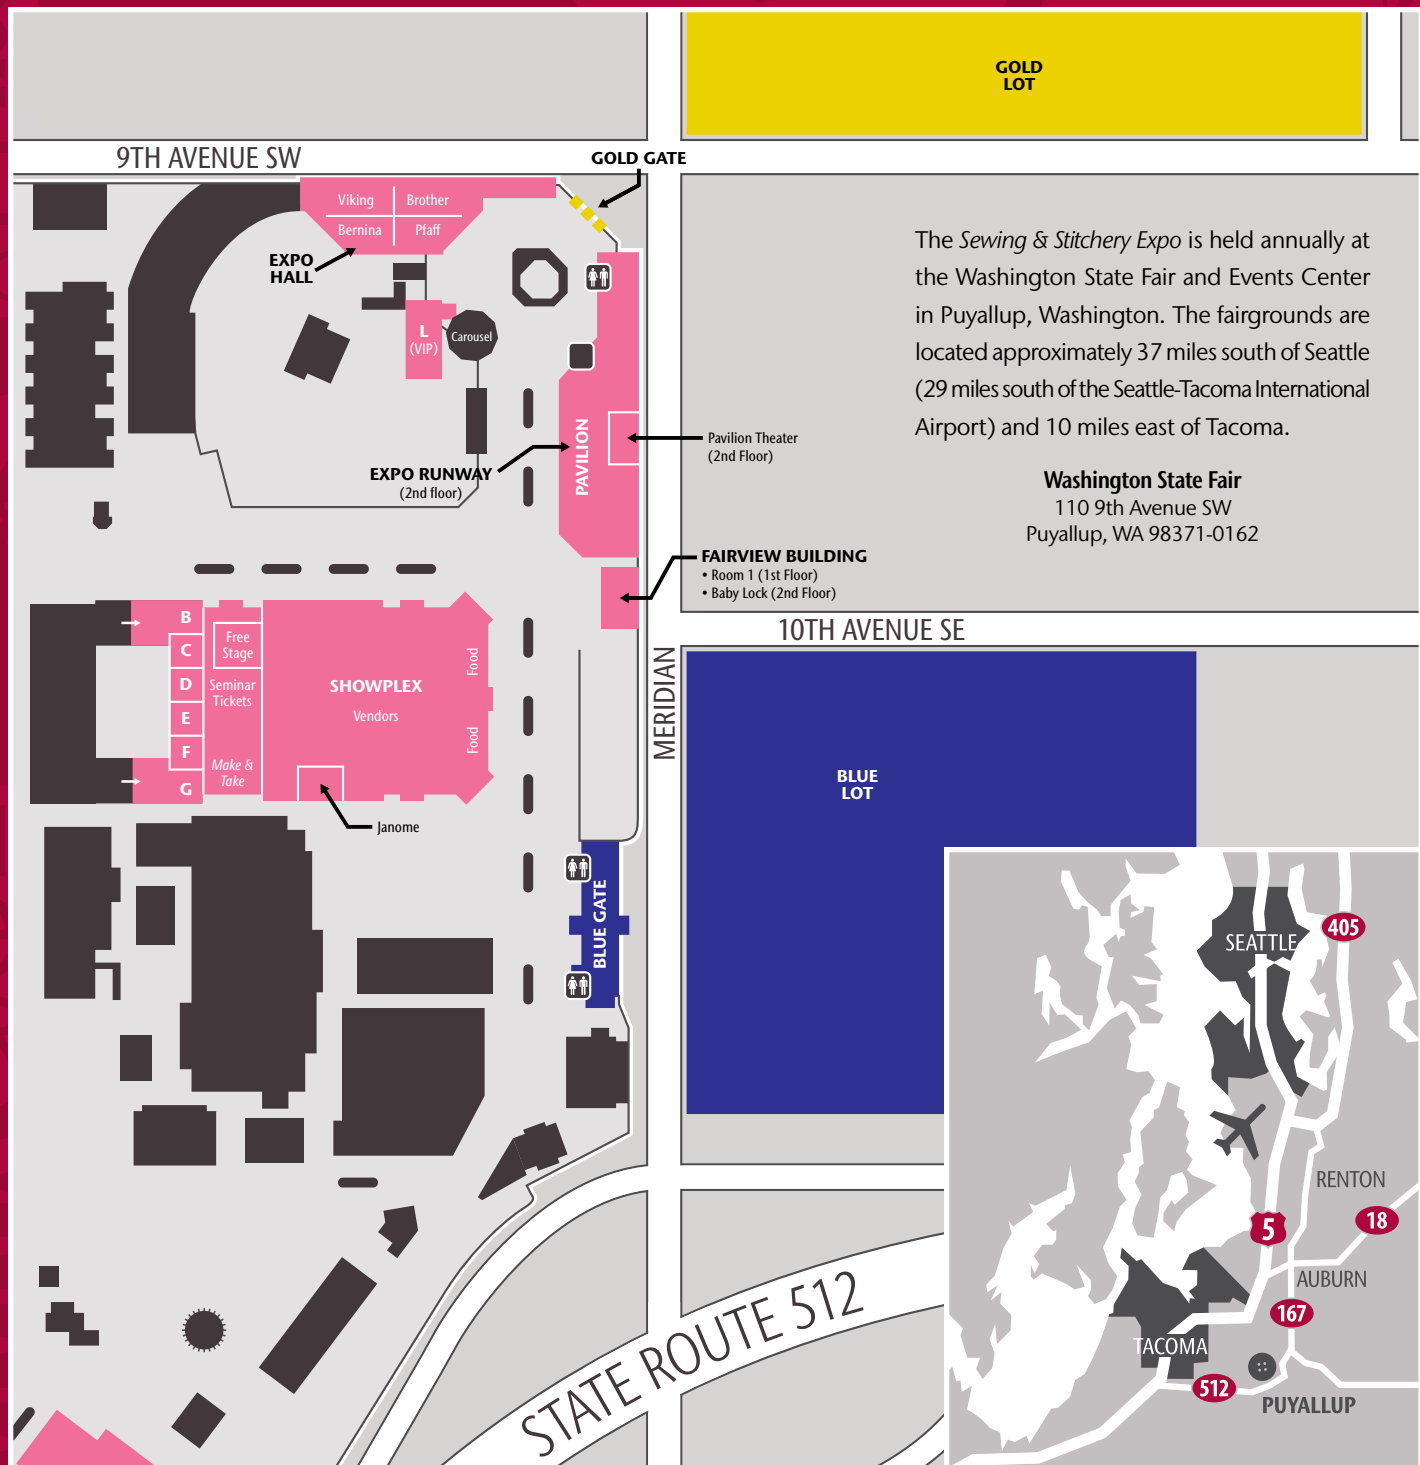 GOLD
LOT
9TH AVENUE SW
GOLD GATE
Viking
Brother
Bernina
Pfaff
EXPO
HALL
L
(VIP)
Carousel
The Sewing & Stitchery Expo is held annually at
the Washington State Fair and Events Center
in Puyallup, Washington. The fairgrounds are
located approximately 37 miles south of Seattle
(29 miles south of the Seattle-Tacoma International
Airport) and 10 miles east of Tacoma.
Washington State Fair
110 9th Avenue SW
Puyallup, WA 98371-0162
PAVILION
Pavilion Theater
(2nd Floor)
EXPO RUNWAY
(2nd floor)
FAIRVIEW BUILDING
• Room 1 (1st Floor)
• Baby Lock (2nd Floor)
10TH AVENUE SE
MERIDIAN
B
C
D
E
F
G
Free
Stage
Seminar
Tickets
Make &
Take
SHOWPLEX
Vendors
Food
Food
Janome
BLUE
LOT
BLUE GATE
STATE ROUTE 512
SEATTLE
405
RENTON
5
18
AUBURN
167
TACOMA
512
PUYALLUP